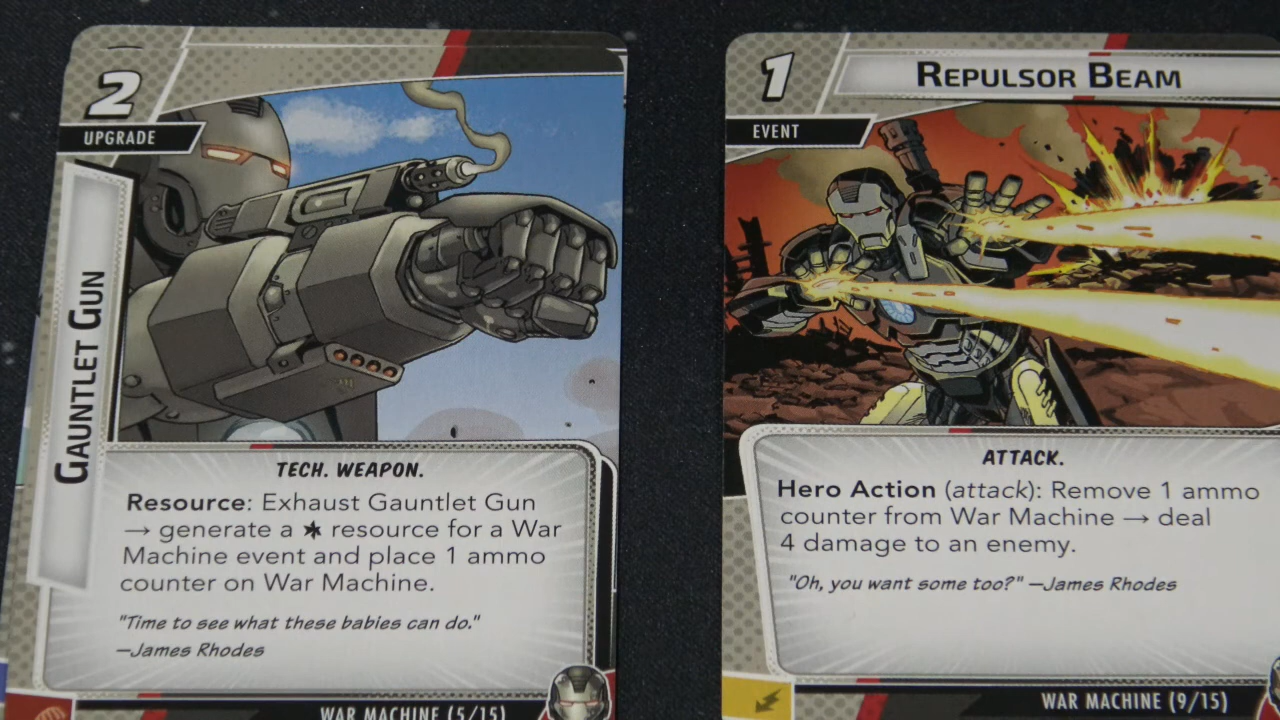 2
UPGRADE
GAUNTLET GUN
TECH. WEAPON.
Resource: Exhaust Gauntlet Gun
→ generate a ✶ resource for a War
Machine event and place 1 ammo
counter on War Machine.
"Time to see what these babies can do."
—James Rhodes
WAR MACHINE (5/15)
1
REPULSOR BEAM
EVENT
ATTACK.
Hero Action (attack): Remove 1 ammo
counter from War Machine → deal
4 damage to an enemy.
"Oh, you want some too?" —James Rhodes
WAR MACHINE (9/15)